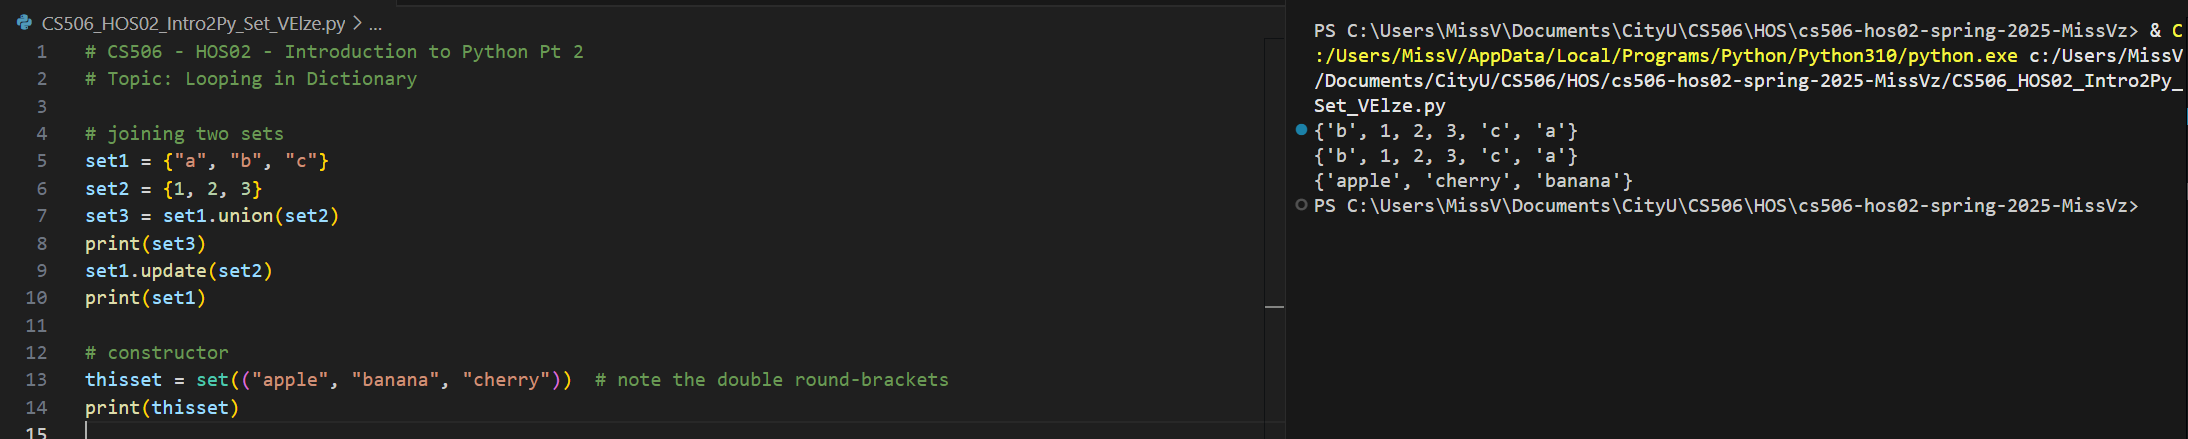 CS506_HOS02_Intro2Py_Set_VElze.py > ...
1 # CS506 - HOS02 - Introduction to Python Pt 2
2 # Topic: Looping in Dictionary
3
4 # joining two sets
5 set1 = {"a", "b", "c"}
6 set2 = {1, 2, 3}
7 set3 = set1.union(set2)
8 print(set3)
9 set1.update(set2)
10 print(set1)
11
12 # constructor
13 thisset = set(("apple", "banana", "cherry"))  # note the double round-brackets
14 print(thisset)
15
PS C:\Users\MissV\Documents\CityU\CS506\HOS\cs506-hos02-spring-2025-MissVz> & C
:/Users/MissV/AppData/Local/Programs/Python/Python310/python.exe c:/Users/MissV
/Documents/CityU/CS506/HOS/cs506-hos02-spring-2025-MissVz/CS506_HOS02_Intro2Py_
Set_VElze.py
{'b', 1, 2, 3, 'c', 'a'}
{'b', 1, 2, 3, 'c', 'a'}
{'apple', 'cherry', 'banana'}
PS C:\Users\MissV\Documents\CityU\CS506\HOS\cs506-hos02-spring-2025-MissVz>